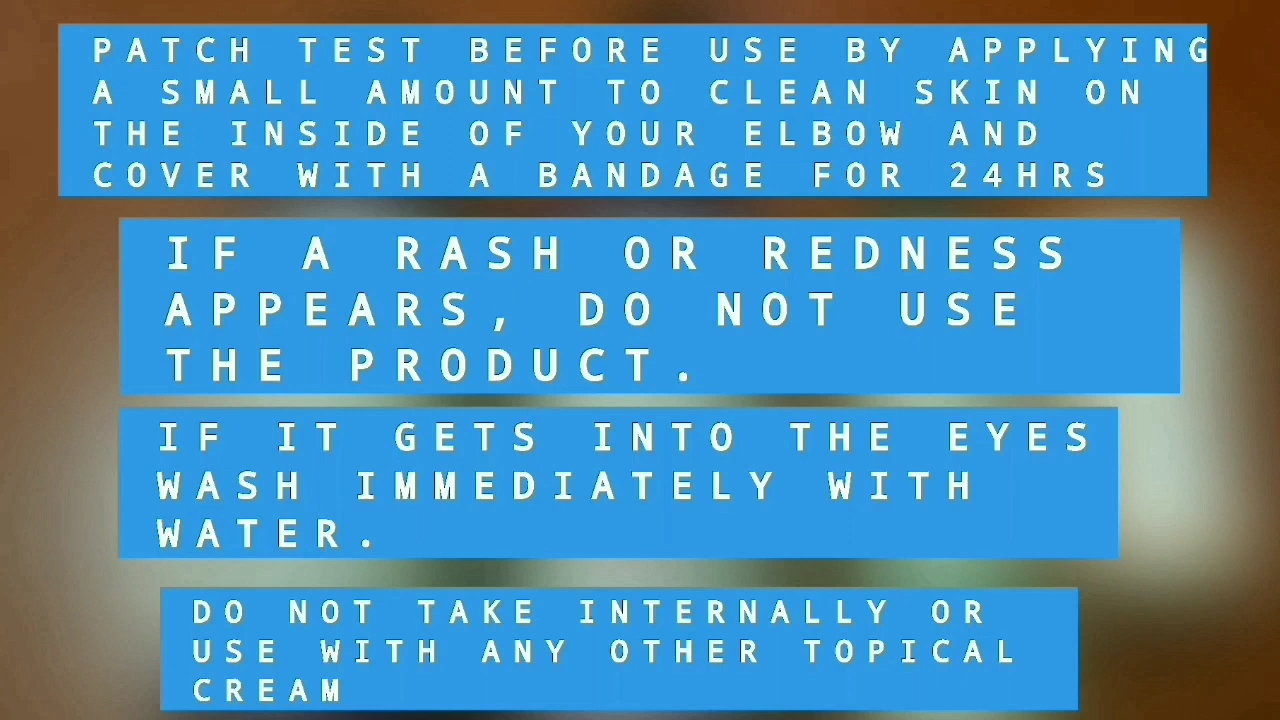 PATCH TEST BEFORE USE BY APPLYING
A SMALL AMOUNT TO CLEAN SKIN ON
THE INSIDE OF YOUR ELBOW AND
COVER WITH A BANDAGE FOR 24HRS
IF A RASH OR REDNESS
APPEARS, DO NOT USE
THE PRODUCT.
IF IT GETS INTO THE EYES
WASH IMMEDIATELY WITH
WATER.
DO NOT TAKE INTERNALLY OR
USE WITH ANY OTHER TOPICAL
CREAM